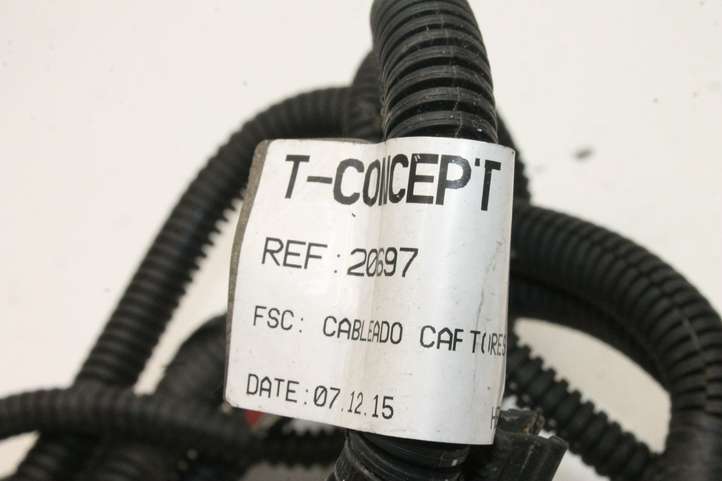 T-CONCEPT
REF: 20697
FSC: CABLEADO CAPTORES
DATE: 07.12.15